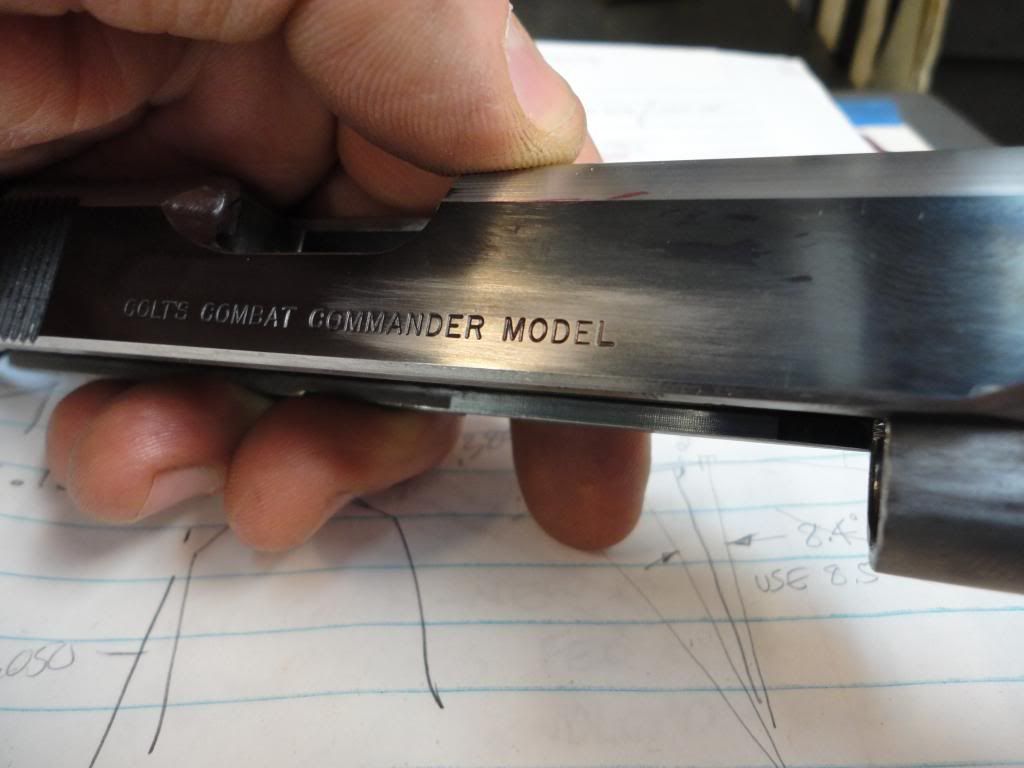 COLT'S COMBAT COMMANDER MODEL
8.4°
USE 8.5
.050